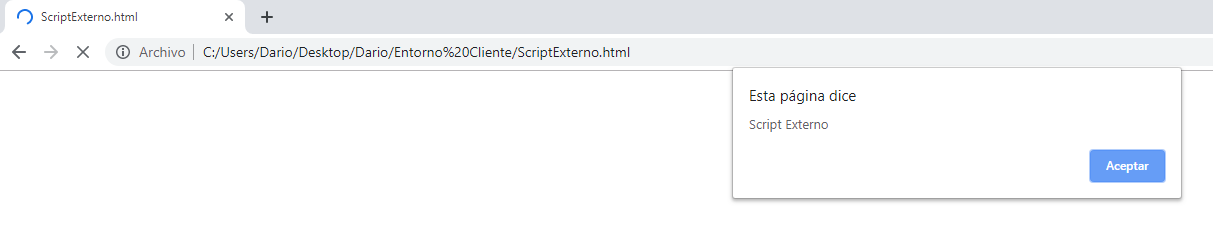 ScriptExterno.html
Archivo C:/Users/Dario/Desktop/Dario/Entorno%20Cliente/ScriptExterno.html
Esta página dice
Script Externo
Aceptar